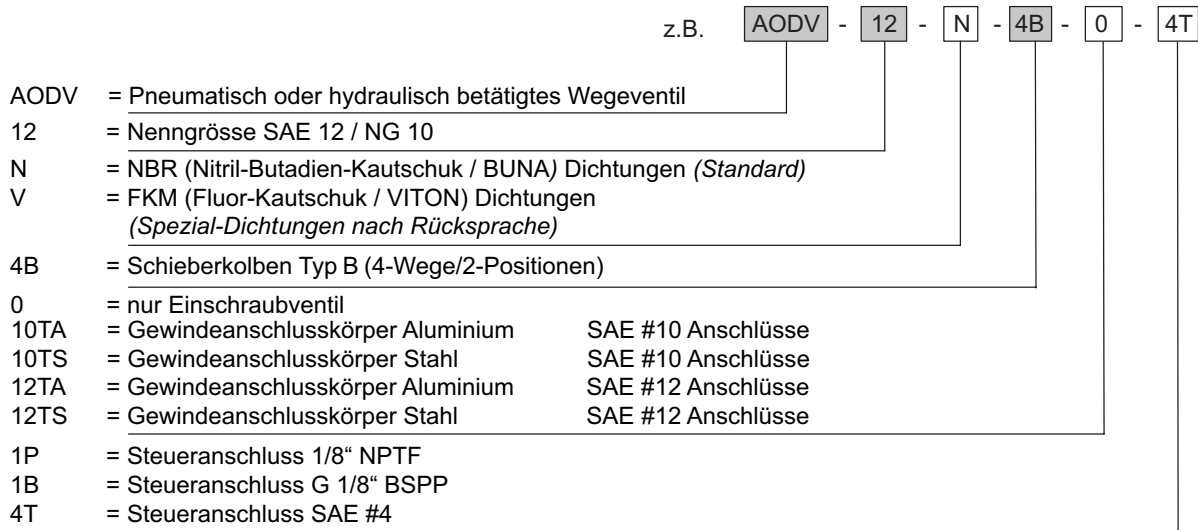 z.B. AODV - 12 - N - 4B - 0 - 4T
AODV = Pneumatisch oder hydraulisch betätigtes Wegeventil
12 = Nenngrösse SAE 12 / NG 10
N = NBR (Nitril-Butadien-Kautschuk / BUNA) Dichtungen (Standard)
V = FKM (Fluor-Kautschuk / VITON) Dichtungen
(Spezial-Dichtungen nach Rücksprache)
4B = Schieberkolben Typ B (4-Wege/2-Positionen)
0 = nur Einschraubventil
10TA = Gewindeanschlusskörper Aluminium SAE #10 Anschlüsse
10TS = Gewindeanschlusskörper Stahl SAE #10 Anschlüsse
12TA = Gewindeanschlusskörper Aluminium SAE #12 Anschlüsse
12TS = Gewindeanschlusskörper Stahl SAE #12 Anschlüsse
1P = Steueranschluss 1/8“ NPTF
1B = Steueranschluss G 1/8“ BSPP
4T = Steueranschluss SAE #4